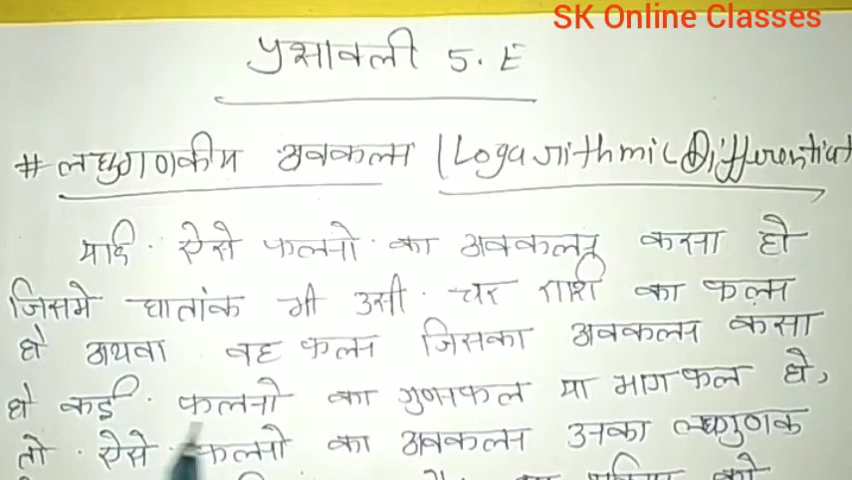 SK Online Classes
प्रश्नावली 5.E
# लघुगणकीय अवकलन (Logarithmic Differentiat
यदि ऐसे फलनो का अवकलन करना हो
जिसमे घातांक भी उसी चर राशि का फलन
हो अथवा वह फलन जिसका अवकलन करना
हो कई फलनो का गुणनफल या भागफल हो,
तो ऐसे फलनो का अवकलन उनका लघुगणक